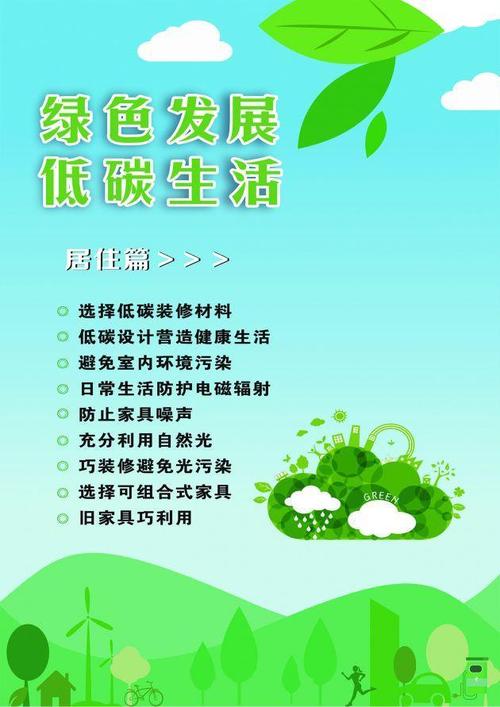 绿色发展
低碳生活
居住篇>>>
◎ 选择低碳装修材料
◎ 低碳设计营造健康生活
◎ 避免室内环境污染
◎ 日常生活防护电磁辐射
◎ 防止家具噪声
◎ 充分利用自然光
◎ 巧装修避免光污染
◎ 选择可组合式家具
◎ 旧家具巧利用
GREEN